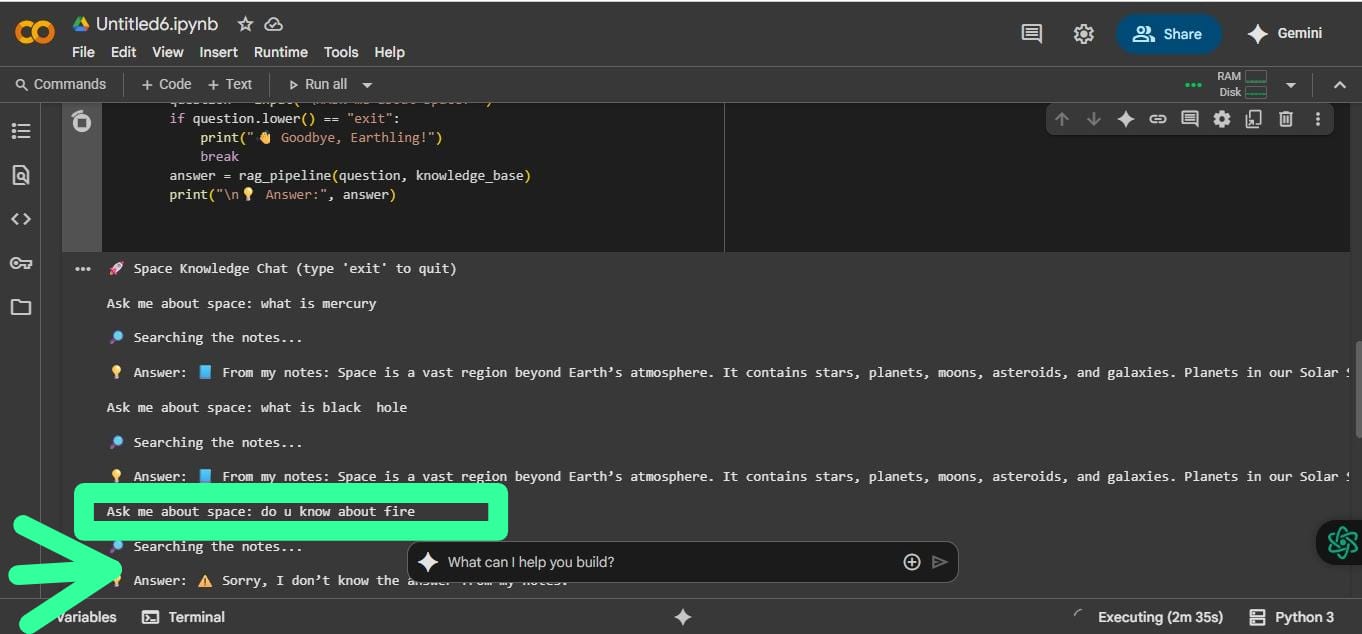 Untitled6.ipynb
File Edit View Insert Runtime Tools Help
Share
Gemini
Commands + Code + Text Run all
RAM
Disk
if question.lower() == "exit":
print("👋 Goodbye, Earthling!")
break
answer = rag_pipeline(question, knowledge_base)
print("\n💡 Answer:", answer)
🚀 Space Knowledge Chat (type 'exit' to quit)
Ask me about space: what is mercury
🔎 Searching the notes...
💡 Answer: 📘 From my notes: Space is a vast region beyond Earth’s atmosphere. It contains stars, planets, moons, asteroids, and galaxies. Planets in our Solar
Ask me about space: what is black  hole
🔎 Searching the notes...
💡 Answer: 📘 From my notes: Space is a vast region beyond Earth’s atmosphere. It contains stars, planets, moons, asteroids, and galaxies. Planets in our Solar
Ask me about space: do u know about fire
🔎 Searching the notes...
What can I help you build?
Answer: ⚠️ Sorry, I don’t know the answer from my notes.
Variables Terminal
Executing (2m 35s) Python 3